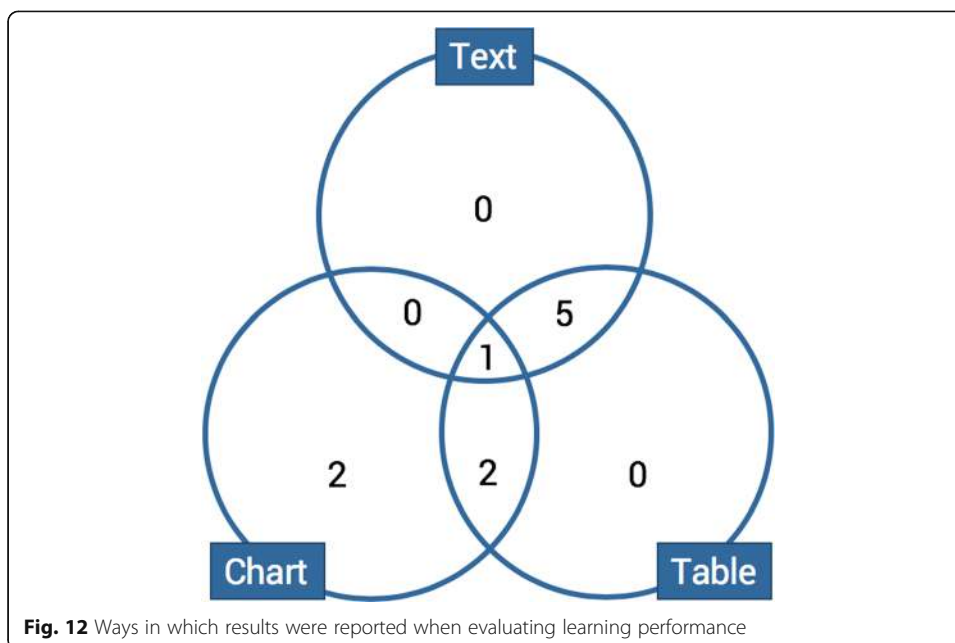 Text
0
0 5
1
2 2 0
Chart Table
Fig. 12 Ways in which results were reported when evaluating learning performance